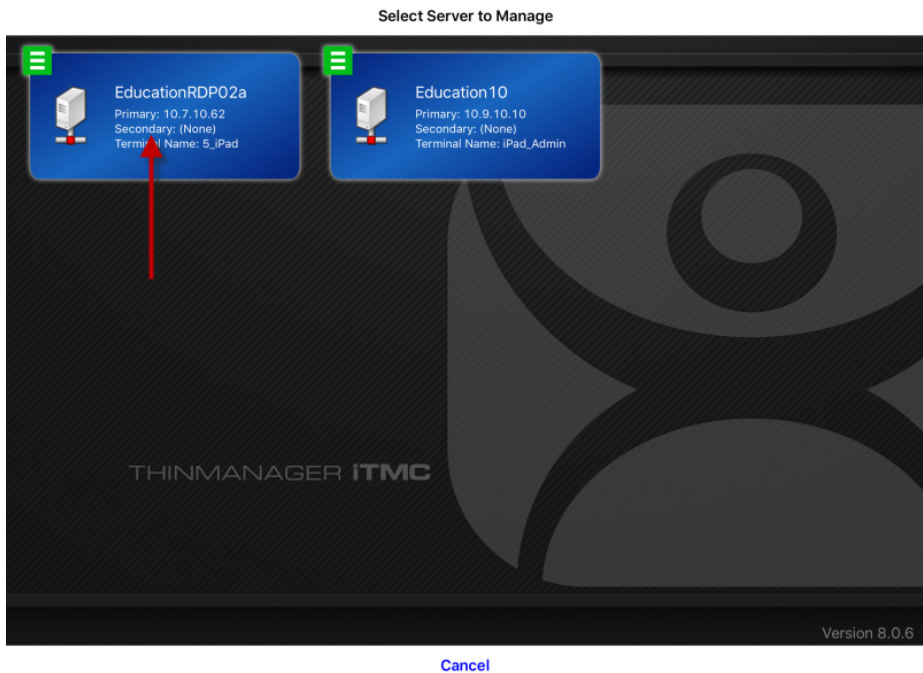 Select Server to Manage
EducationRDP02a
Primary: 10.7.10.62
Secondary: (None)
Terminal Name: 5_iPad
Education10
Primary: 10.9.10.10
Secondary: (None)
Terminal Name: iPad_Admin
THINMANAGER iTMC
Version 8.0.6
Cancel